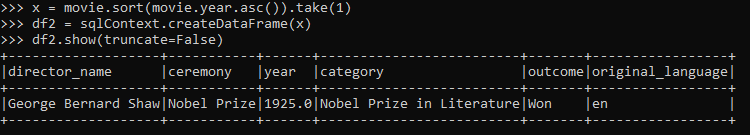 >>> x = movie.sort(movie.year.asc()).take(1)
>>> df2 = sqlContext.createDataFrame(x)
>>> df2.show(truncate=False)
+------------------+-----------+------+--------------------------+-------+-----------------+
|director_name     |ceremony   |year  |category                  |outcome|original_language|
+------------------+-----------+------+--------------------------+-------+-----------------+
|George Bernard Shaw|Nobel Prize|1925.0|Nobel Prize in Literature|Won    |en               |
+------------------+-----------+------+--------------------------+-------+-----------------+